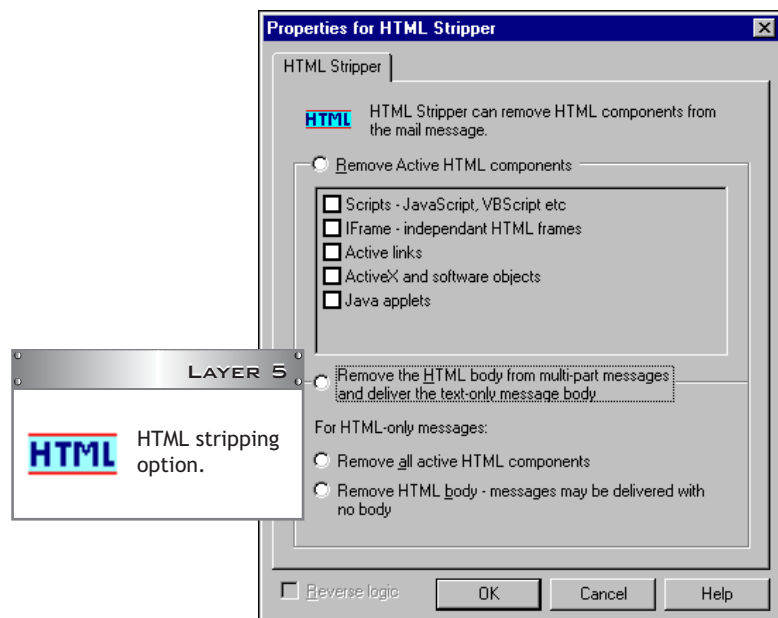 Properties for HTML Stripper
HTML Stripper
HTML
HTML Stripper can remove HTML components from
the mail message.
Remove Active HTML components
Scripts - JavaScript, VBScript etc
IFrame - independant HTML frames
Active links
ActiveX and software objects
Java applets
Remove the HTML body from multi-part messages
and deliver the text-only message body
For HTML-only messages:
Remove all active HTML components
Remove HTML body - messages may be delivered with
no body
Reverse logic
OK
Cancel
Help
LAYER 5
HTML
HTML stripping
option.